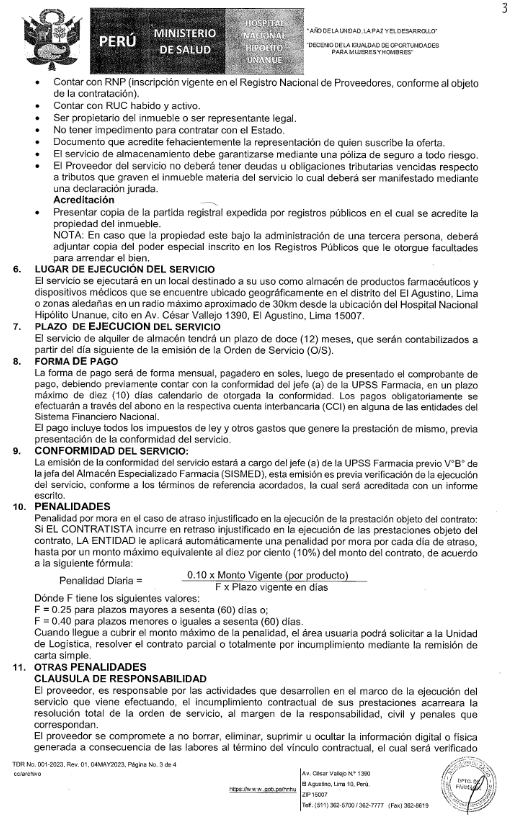 3
PERÚ
MINISTERIO
DE SALUD
HOSPITAL
NACIONAL
HIPÓLITO
UNANUE
"AÑO DE LA UNIDAD, LA PAZ Y EL DESARROLLO"
"DECENIO DE LA IGUALDAD DE OPORTUNIDADES
PARA MUJERES Y HOMBRES"
• Contar con RNP (inscripción vigente en el Registro Nacional de Proveedores, conforme al objeto
de la contratación).
• Contar con RUC habido y activo.
• Ser propietario del inmueble o ser representante legal.
• No tener impedimento para contratar con el Estado.
• Documento que acredite fehacientemente la representación de quien suscribe la oferta.
• El servicio de almacenamiento debe garantizarse mediante una póliza de seguro a todo riesgo.
• El Proveedor del servicio no deberá tener deudas u obligaciones tributarias vencidas respecto
a tributos que graven el inmueble materia del servicio lo cual deberá ser manifestado mediante
una declaración jurada.
Acreditación
• Presentar copia de la partida registral expedida por registros públicos en el cual se acredite la
propiedad del inmueble.
NOTA: En caso que la propiedad este bajo la administración de una tercera persona, deberá
adjuntar copia del poder especial inscrito en los Registros Públicos que le otorgue facultades
para arrendar el bien.
6. LUGAR DE EJECUCIÓN DEL SERVICIO
El servicio se ejecutará en un local destinado a su uso como almacén de productos farmacéuticos y
dispositivos médicos que se encuentre ubicado geográficamente en el distrito del El Agustino, Lima
o zonas aledañas en un radio máximo aproximado de 30km desde la ubicación del Hospital Nacional
Hipólito Unanue, cito en Av. César Vallejo 1390, El Agustino, Lima 15007.
7. PLAZO DE EJECUCION DEL SERVICIO
El servicio de alquiler de almacén tendrá un plazo de doce (12) meses, que serán contabilizados a
partir del día siguiente de la emisión de la Orden de Servicio (O/S).
8. FORMA DE PAGO
La forma de pago será de forma mensual, pagadero en soles, luego de presentado el comprobante de
pago, debiendo previamente contar con la conformidad del jefe (a) de la UPSS Farmacia, en un plazo
máximo de diez (10) días calendario de otorgada la conformidad. Los pagos obligatoriamente se
efectuarán a través del abono en la respectiva cuenta interbancaria (CCI) en alguna de las entidades del
Sistema Financiero Nacional.
El pago incluye todos los impuestos de ley y otros gastos que genere la prestación de mismo, previa
presentación de la conformidad del servicio.
9. CONFORMIDAD DEL SERVICIO:
La emisión de la conformidad del servicio estará a cargo del jefe (a) de la UPSS Farmacia previo V°B° de
la jefa del Almacén Especializado Farmacia (SISMED), esta emisión es previa verificación de la ejecución
del servicio, conforme a los términos de referencia acordados, la cual será acreditada con un informe
escrito.
10. PENALIDADES
Penalidad por mora en el caso de atraso injustificado en la ejecución de la prestación objeto del contrato:
Si EL CONTRATISTA incurre en retraso injustificado en la ejecución de las prestaciones objeto del
contrato, LA ENTIDAD le aplicará automáticamente una penalidad por mora por cada día de atraso,
hasta por un monto máximo equivalente al diez por ciento (10%) del monto del contrato, de acuerdo
a la siguiente fórmula:
Penalidad Diaria = 0.10 x Monto Vigente (por producto)
F x Plazo vigente en días
Dónde F tiene los siguientes valores:
F = 0.25 para plazos mayores a sesenta (60) días o;
F = 0.40 para plazos menores o iguales a sesenta (60) días.
Cuando llegue a cubrir el monto máximo de la penalidad, el área usuaria podrá solicitar a la Unidad
de Logística, resolver el contrato parcial o totalmente por incumplimiento mediante la remisión de
carta simple.
11. OTRAS PENALIDADES
CLAUSULA DE RESPONSABILIDAD
El proveedor, es responsable por las actividades que desarrollen en el marco de la ejecución del
servicio que viene efectuando, el incumplimiento contractual de sus prestaciones acarreara la
resolución total de la orden de servicio, al margen de la responsabilidad, civil y penales que
correspondan.
El proveedor se compromete a no borrar, eliminar, suprimir u ocultar la información digital o física
generada a consecuencia de las labores al término del vínculo contractual, el cual será verificado
TDR No. 001-2023, Rev. 01, 04MAY2023, Página No. 3 de 4
cc/archivo
https://www.gob.pe/hnhu
Av. César Vallejo N.º 1390
El Agustino, Lima 10, Perú.
ZIP 15007
Telf. (511) 362-5700 / 362-7777 (Fax) 362-8619
DPTO. DE
FARMACIA